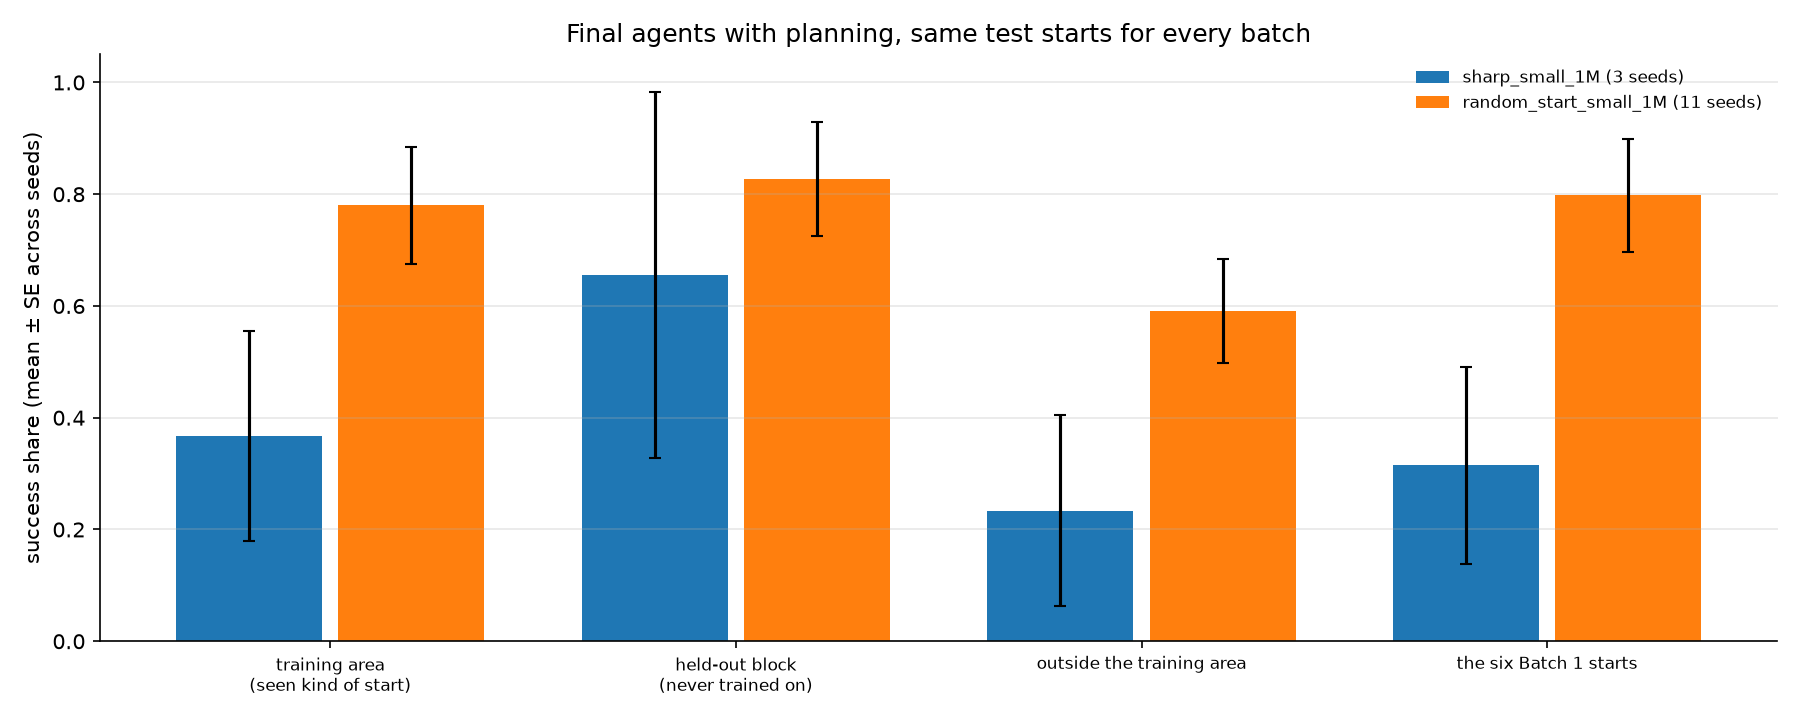 Final agents with planning, same test starts for every batch
sharp_small_1M (3 seeds)
random_start_small_1M (11 seeds)
success share (mean ± SE across seeds)
1.0
0.8
0.6
0.4
0.2
0.0
training area
(seen kind of start)
held-out block
(never trained on)
outside the training area
the six Batch 1 starts